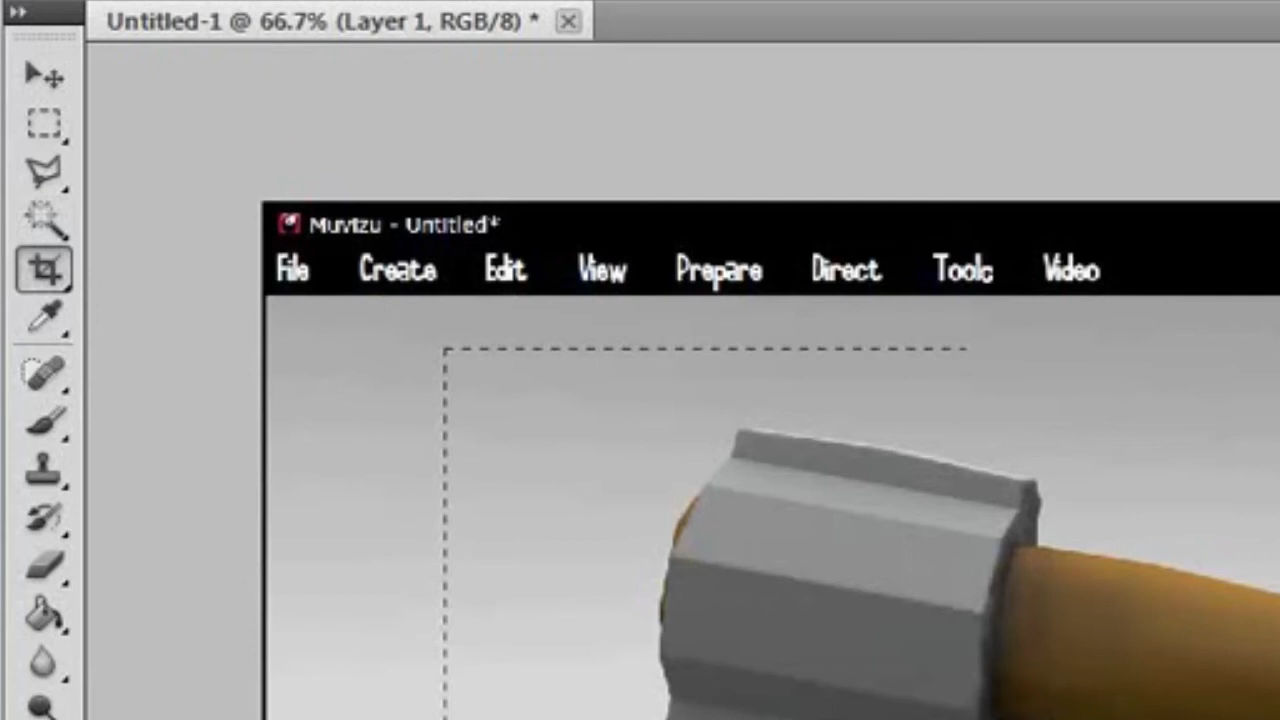 Untitled-1 @ 66.7% (Layer 1, RGB/8) *
Muvizu - Untitled*
File Create Edit View Prepare Direct Tools Video